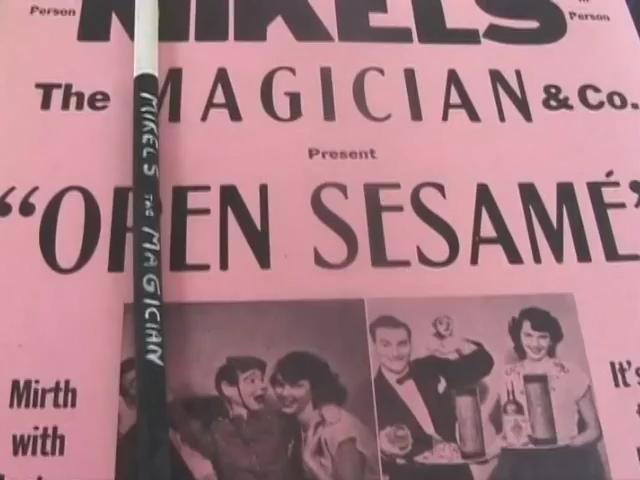 Person
Person
NIKELS
The MAGICIAN & Co.
Present
"OPEN SESAMÉ"
NIKELS THE MAGICIAN
Mirth
with
It's